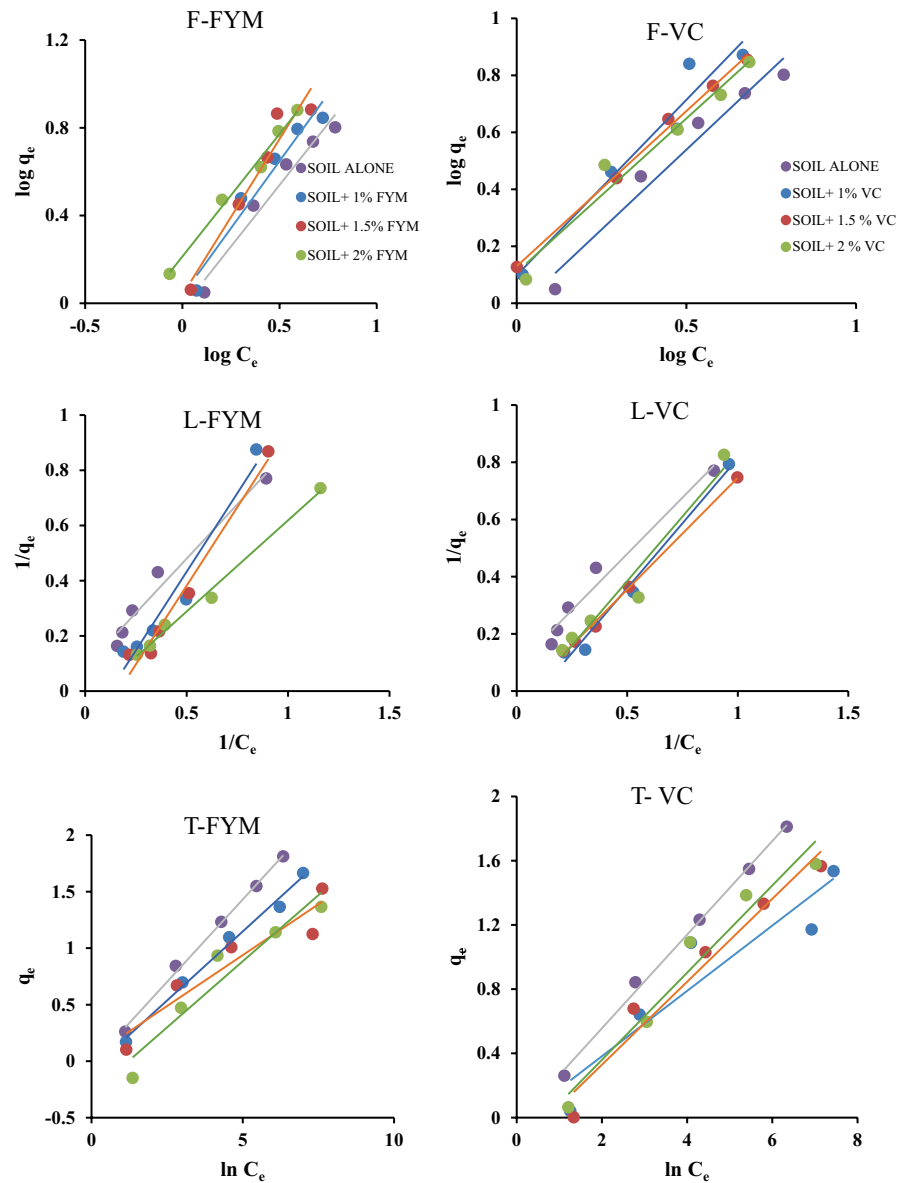 F-FYM
1.2
0.8
0.4
0
-0.5
0
0.5
1
log qe
log Ce
SOIL ALONE
SOIL+ 1% FYM
SOIL+ 1.5% FYM
SOIL+ 2% FYM
F-VC
1
0.8
0.6
0.4
0.2
0
0
0.5
1
log qe
log Ce
SOIL ALONE
SOIL+ 1% VC
SOIL+ 1.5 % VC
SOIL+ 2 % VC
L-FYM
1
0.8
0.6
0.4
0.2
0
0
0.5
1
1.5
1/qe
1/Ce
L-VC
1
0.8
0.6
0.4
0.2
0
0
0.5
1
1.5
1/qe
1/Ce
T-FYM
2
1.5
1
0.5
0
-0.5
0
5
10
qe
ln Ce
T- VC
2
1.6
1.2
0.8
0.4
0
0
2
4
6
8
qe
ln Ce